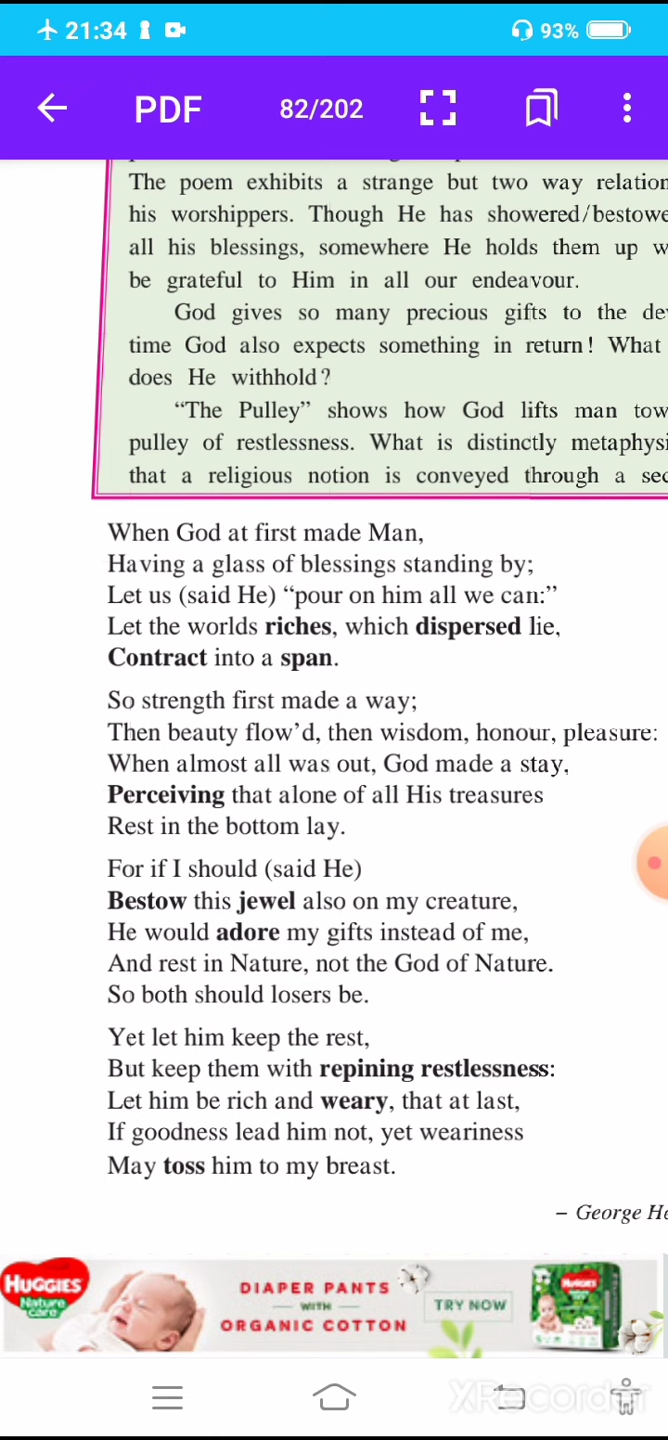 21:34
93%
PDF 82/202
The poem exhibits a strange but two way relation
his worshippers. Though He has showered/bestowe
all his blessings, somewhere He holds them up w
be grateful to Him in all our endeavour.
God gives so many precious gifts to the de
time God also expects something in return! What
does He withhold?
“The Pulley” shows how God lifts man tow
pulley of restlessness. What is distinctly metaphysi
that a religious notion is conveyed through a sec
When God at first made Man,
Having a glass of blessings standing by;
Let us (said He) “pour on him all we can:”
Let the worlds riches, which dispersed lie,
Contract into a span.
So strength first made a way;
Then beauty flow’d, then wisdom, honour, pleasure:
When almost all was out, God made a stay,
Perceiving that alone of all His treasures
Rest in the bottom lay.
For if I should (said He)
Bestow this jewel also on my creature,
He would adore my gifts instead of me,
And rest in Nature, not the God of Nature.
So both should losers be.
Yet let him keep the rest,
But keep them with repining restlessness:
Let him be rich and weary, that at last,
If goodness lead him not, yet weariness
May toss him to my breast.
– George He
HUGGIES
Nature
care
DIAPER PANTS
WITH
ORGANIC COTTON
TRY NOW
HUGGIES
XRecorder